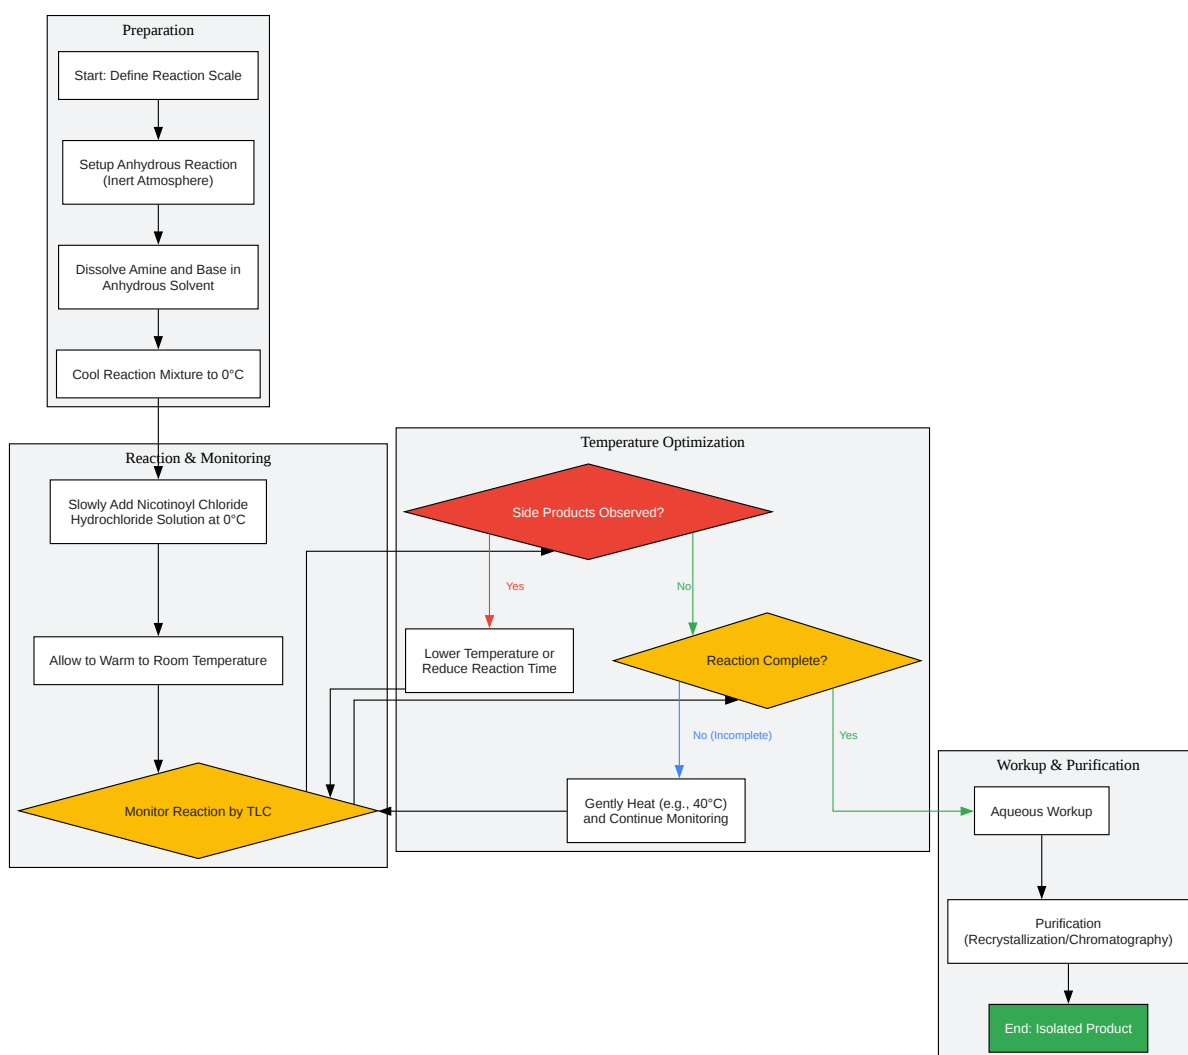 Preparation
Start: Define Reaction Scale
Setup Anhydrous Reaction
(Inert Atmosphere)
Dissolve Amine and Base in
Anhydrous Solvent
Cool Reaction Mixture to 0°C
Reaction & Monitoring
Slowly Add Nicotinoyl Chloride
Hydrochloride Solution at 0°C
Allow to Warm to Room Temperature
Monitor Reaction by TLC
Temperature Optimization
Side Products Observed?
Yes
No
Lower Temperature or
Reduce Reaction Time
Reaction Complete?
No (Incomplete)
Yes
Gently Heat (e.g., 40°C)
and Continue Monitoring
Workup & Purification
Aqueous Workup
Purification
(Recrystallization/Chromatography)
End: Isolated Product